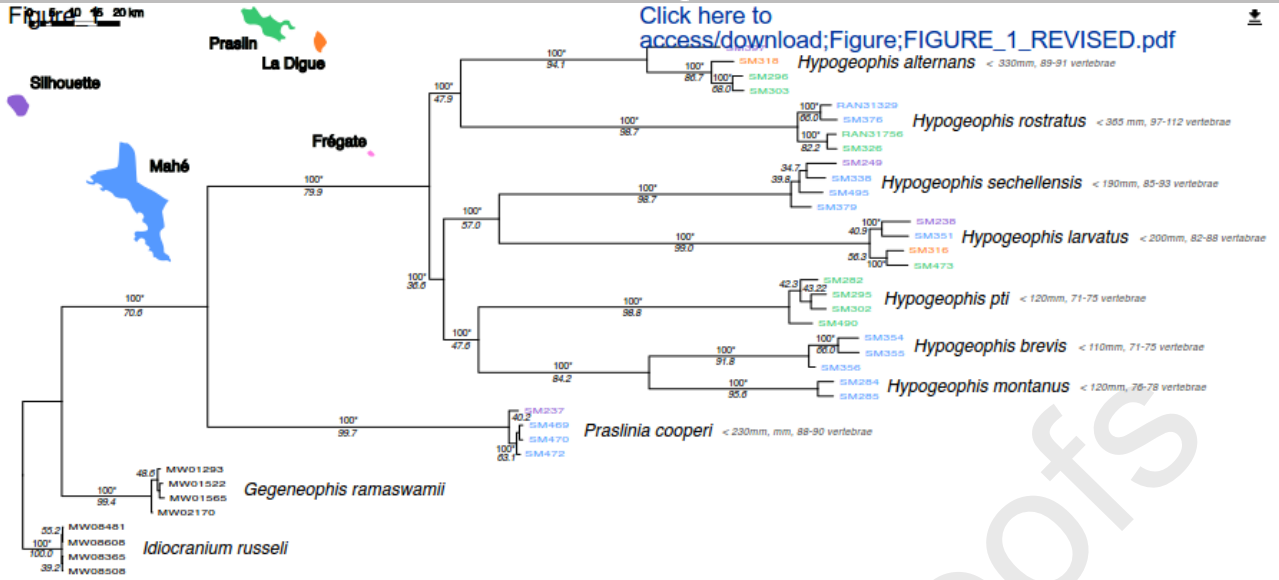 Figure_1
0 5 10 15 20 km
Click here to
access/download;Figure;FIGURE_1_REVISED.pdf
Praslin
La Digue
Silhouette
Frégate
Mahé
100*
94.1
SM318
SM296
SM303
86.7
100*
68.0
Hypogeophis alternans < 330mm, 89-91 vertebrae
100*
47.9
100*
98.7
RAN31329
SM376
RAN31756
SM326
100*
66.0
100*
82.2
Hypogeophis rostratus < 365 mm, 97-112 vertebrae
100*
79.9
100*
98.7
34.7
39.8
SM249
SM338
SM495
SM379
Hypogeophis sechellensis < 190mm, 85-93 vertebrae
100*
57.0
100*
99.0
100*
40.9
56.3
100*
SM238
SM351
SM316
SM473
Hypogeophis larvatus < 200mm, 82-88 vertabrae
100*
36.6
100*
98.8
42.3
43.22
SM282
SM295
SM302
SM490
Hypogeophis pti < 120mm, 71-75 vertebrae
100*
47.6
100*
84.2
100*
91.8
100*
66.0
SM354
SM355
SM356
Hypogeophis brevis < 110mm, 71-75 vertebrae
100*
95.6
SM284
SM285
Hypogeophis montanus < 120mm, 76-78 vertebrae
100*
70.6
100*
99.7
40.2
100*
63.1
SM237
SM469
SM470
SM472
Praslinia cooperi < 230mm, mm, 88-90 vertebrae
100*
99.4
48.6
MW01293
MW01522
MW01565
MW02170
Gegeneophis ramaswamii
55.2
100*
100.0
39.2
MW08481
MW08608
MW08365
MW08508
Idiocranium russeli
oofs